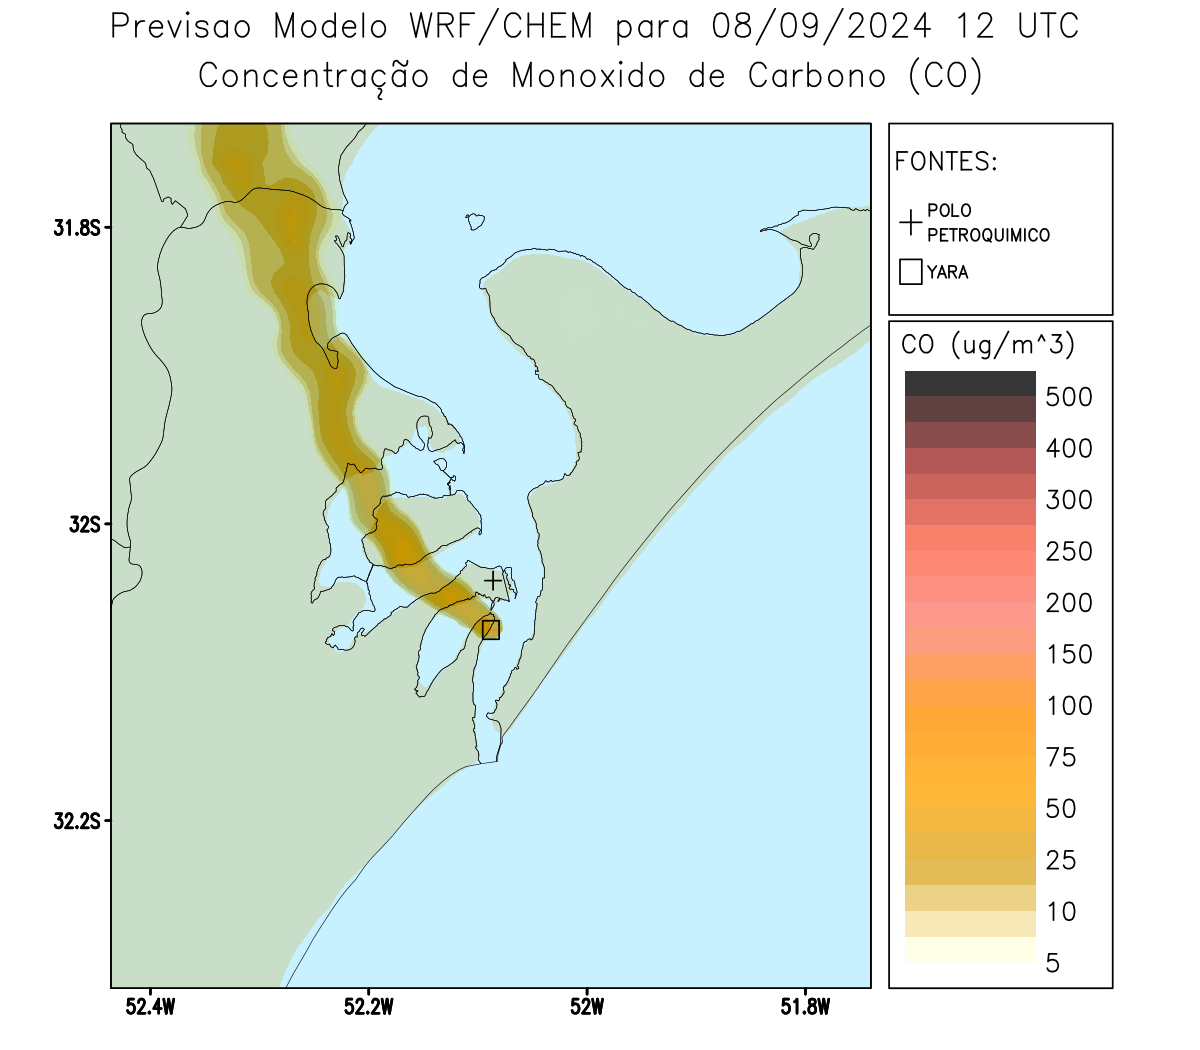 Previsao Modelo WRF/CHEM para 08/09/2024 12 UTC
Concentração de Monoxido de Carbono (CO)
FONTES:
POLO
PETROQUIMICO
YARA
CO (ug/m^3)
500
400
300
250
200
150
100
75
50
25
10
5
31.8S
32S
32.2S
52.4W
52.2W
52W
51.8W